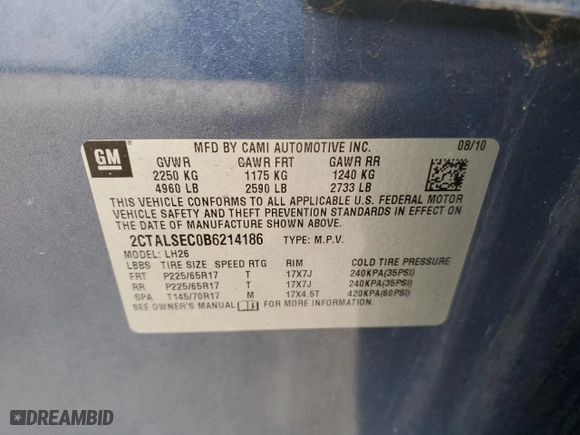 GM
MFD BY CAMI AUTOMOTIVE INC. 08/10
GVWR GAWR FRT GAWR RR
2250 KG 1175 KG 1240 KG
4960 LB 2590 LB 2733 LB
THIS VEHICLE CONFORMS TO ALL APPLICABLE U.S. FEDERAL MOTOR
VEHICLE SAFETY AND THEFT PREVENTION STANDARDS IN EFFECT ON
THE DATE OF MANUFACTURE SHOWN ABOVE.
2CTALSEC0B6214186 TYPE: M.P.V.
MODEL: LH26
LBBS TIRE SIZE SPEED RTG RIM COLD TIRE PRESSURE
FRT P225/65R17 T 17X7J 240KPA(35PSI)
RR P225/65R17 T 17X7J 240KPA(35PSI)
SPA T145/70R17 M 17X4.5T 420KPA(60PSI)
SEE OWNER'S MANUAL FOR MORE INFORMATION.
DREAMBID